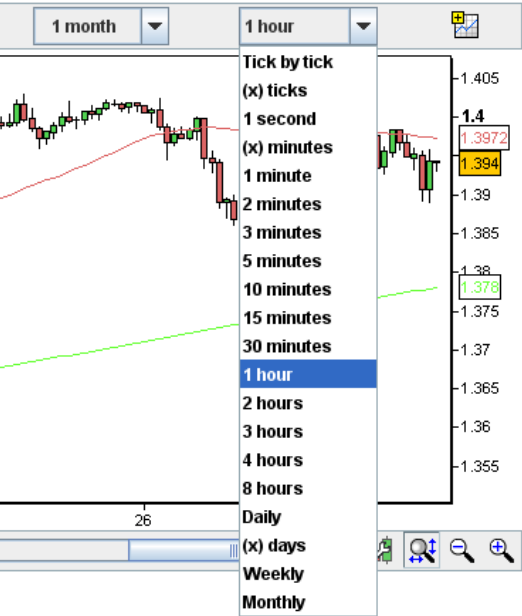 1 month
1 hour
Tick by tick
(x) ticks
1 second
(x) minutes
1 minute
2 minutes
3 minutes
5 minutes
10 minutes
15 minutes
30 minutes
1 hour
2 hours
3 hours
4 hours
8 hours
Daily
(x) days
Weekly
Monthly
1.405
1.4
1.3972
1.394
1.39
1.385
1.38
1.378
1.375
1.37
1.365
1.36
1.355
26